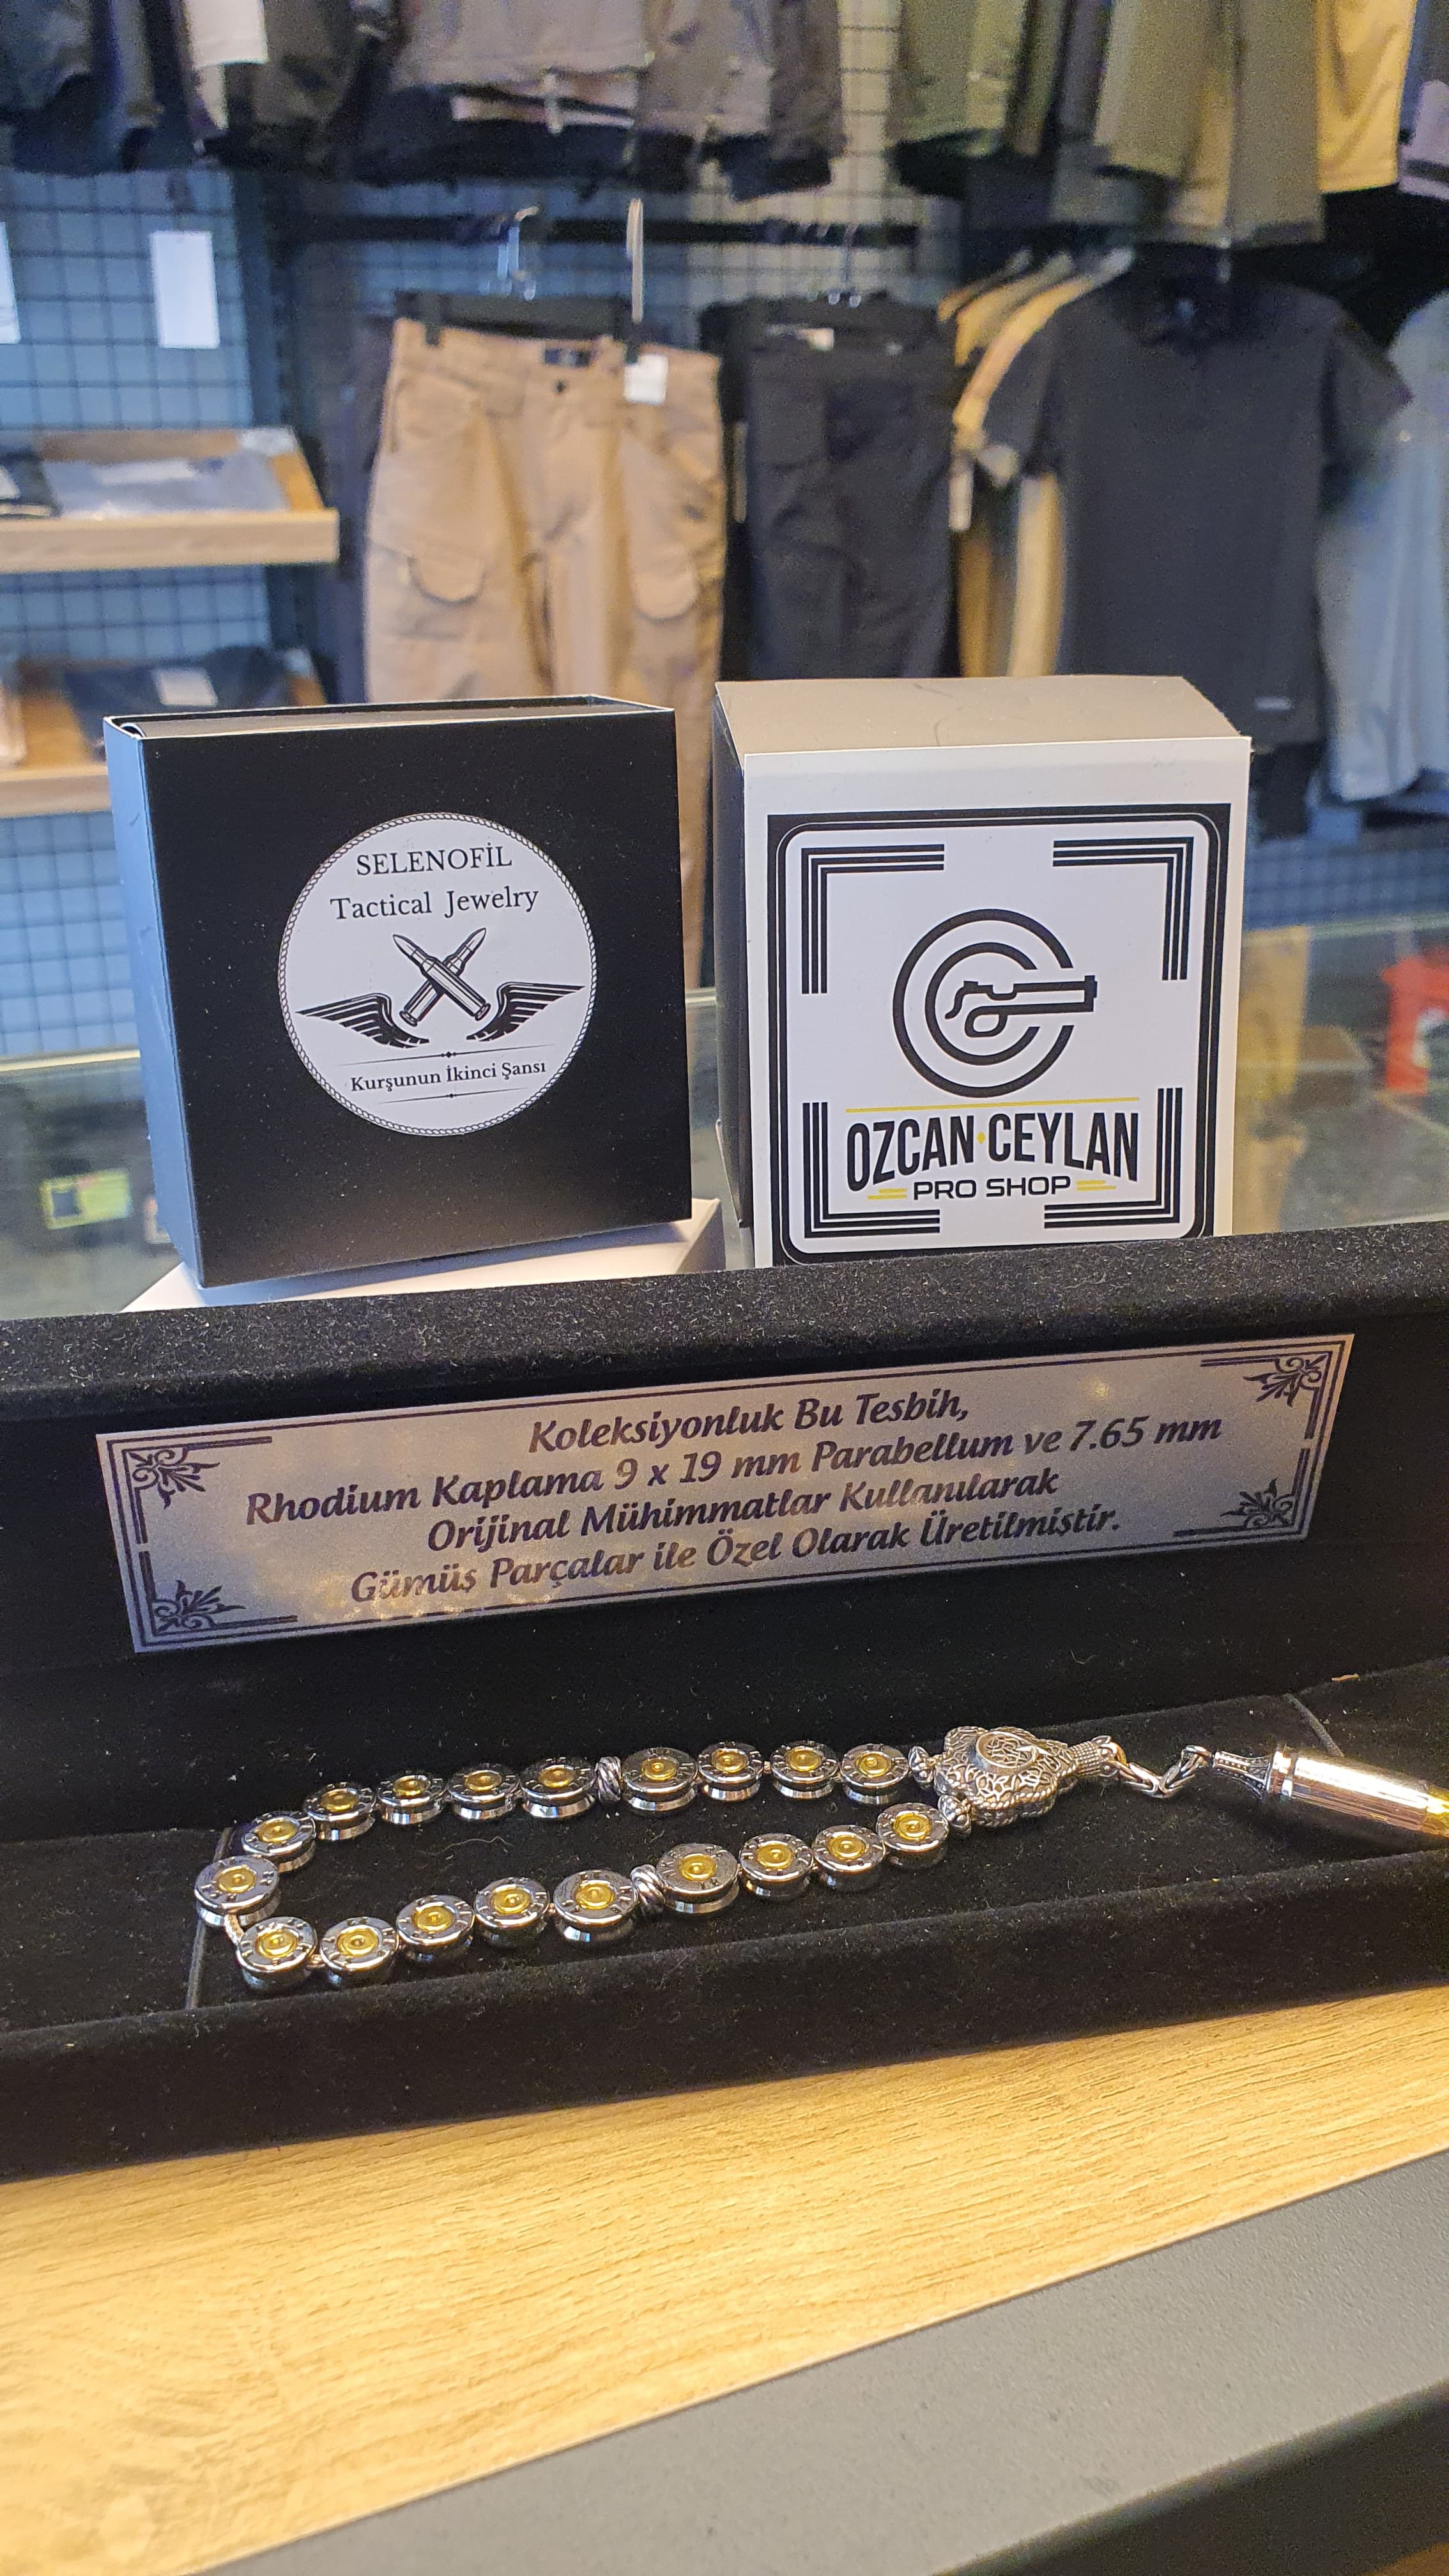 SELENOFİL
Tactical Jewelry
Kurşunun İkinci Şansı
OZCAN CEYLAN
PRO SHOP
Koleksiyonluk Bu Tesbih,
Rhodium Kaplama 9 x 19 mm Parabellum ve 7.65 mm
Orijinal Mühimmatlar Kullanılarak
Gümüş Parçalar ile Özel Olarak Üretilmiştir.